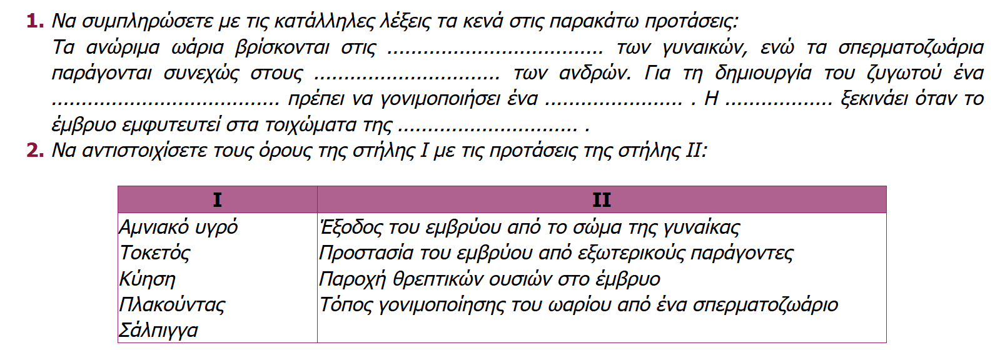 1. Να συμπληρώσετε με τις κατάλληλες λέξεις τα κενά στις παρακάτω προτάσεις:
Τα ανώριμα ωάρια βρίσκονται στις .................................... των γυναικών, ενώ τα σπερματοζωάρια
παράγονται συνεχώς στους ............................... των ανδρών. Για τη δημιουργία του ζυγωτού ένα
...................................... πρέπει να γονιμοποιήσει ένα ....................... . Η .................. ξεκινάει όταν το
έμβρυο εμφυτευτεί στα τοιχώματα της .............................. .
2. Να αντιστοιχίσετε τους όρους της στήλης Ι με τις προτάσεις της στήλης ΙΙ:
Ι ΙΙ
Αμνιακό υγρό Έξοδος του εμβρύου από το σώμα της γυναίκας
Τοκετός Προστασία του εμβρύου από εξωτερικούς παράγοντες
Κύηση Παροχή θρεπτικών ουσιών στο έμβρυο
Πλακούντας Τόπος γονιμοποίησης του ωαρίου από ένα σπερματοζωάριο
Σάλπιγγα